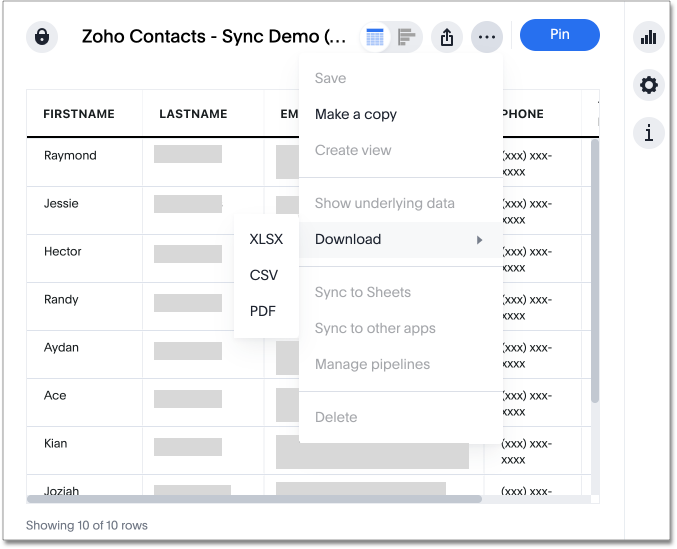 Zoho Contacts - Sync Demo (...
Pin
Save
Make a copy
Create view
Show underlying data
Download
XLSX
CSV
PDF
Sync to Sheets
Sync to other apps
Manage pipelines
Delete
FIRSTNAME LASTNAME EM PHONE
Raymond (xxx) xxx-
xxxx
Jessie (xxx) xxx-
xxxx
Hector (xxx) xxx-
xxxx
Randy (xxx) xxx-
xxxx
Aydan (xxx) xxx-
xxxx
Ace (xxx) xxx-
xxxx
Kian (xxx) xxx-
xxxx
Joziah (xxx) xxx-
Showing 10 of 10 rows